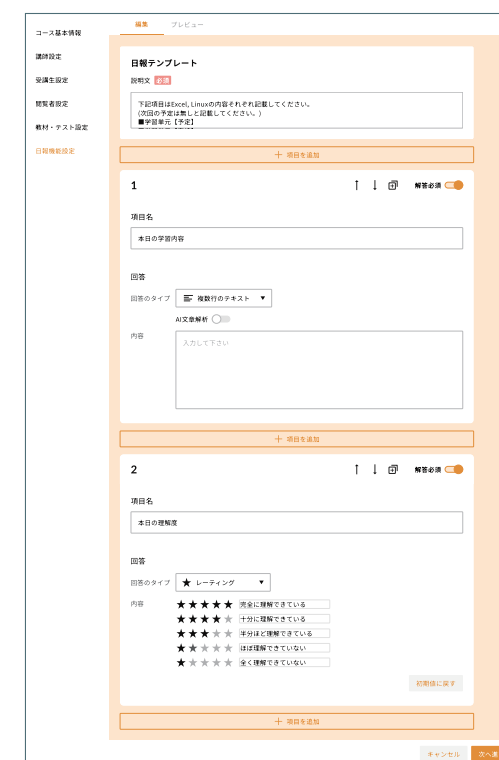 編集
プレビュー
コース基本情報
講師設定
受講生設定
閲覧者設定
教材・テスト設定
日報機能設定
日報テンプレート
説明文 必須
下記項目はExcel, Linuxの内容それぞれ記載してください。
(次回の予定は無しと記載してください。)
■学習単元【予定】
＋ 項目を追加
1
解答必須
項目名
本日の学習内容
回答
回答のタイプ
複数行のテキスト ▼
AI文章解析
内容
入力して下さい
＋ 項目を追加
2
解答必須
項目名
本日の理解度
回答
回答のタイプ
★ レーティング ▼
内容
★★★★★ 完全に理解できている
★★★★★ 十分に理解できている
★★★★★ 半分ほど理解できている
★★★★★ ほぼ理解できていない
★★★★★ 全く理解できていない
初期値に戻す
＋ 項目を追加
キャンセル
次へ進